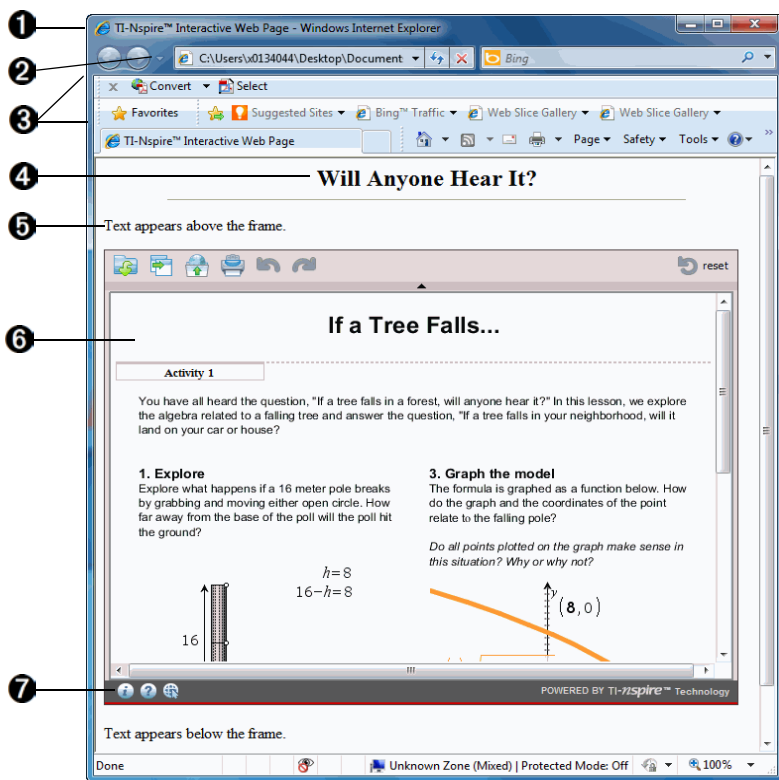 ❶ TI-Nspire™ Interactive Web Page - Windows Internet Explorer
❷ C:\Users\x0134044\Desktop\Document Bing
❸ x Convert Select
Favorites Suggested Sites Bing™ Traffic Web Slice Gallery Web Slice Gallery
TI-Nspire™ Interactive Web Page Page Safety Tools »
❹ Will Anyone Hear It?
❺ Text appears above the frame.
reset
❻ If a Tree Falls...
Activity 1
You have all heard the question, "If a tree falls in a forest, will anyone hear it?" In this lesson, we explore
the algebra related to a falling tree and answer the question, "If a tree falls in your neighborhood, will it
land on your car or house?
1. Explore
Explore what happens if a 16 meter pole breaks
by grabbing and moving either open circle. How
far away from the base of the poll will the poll hit
the ground?
h=8
16-h=8
16
3. Graph the model
The formula is graphed as a function below. How
do the graph and the coordinates of the point
relate to the falling pole?
Do all points plotted on the graph make sense in
this situation? Why or why not?
y
(8,0)
❼ POWERED BY TI-nspire™ Technology
Text appears below the frame.
Done Unknown Zone (Mixed) | Protected Mode: Off 100%